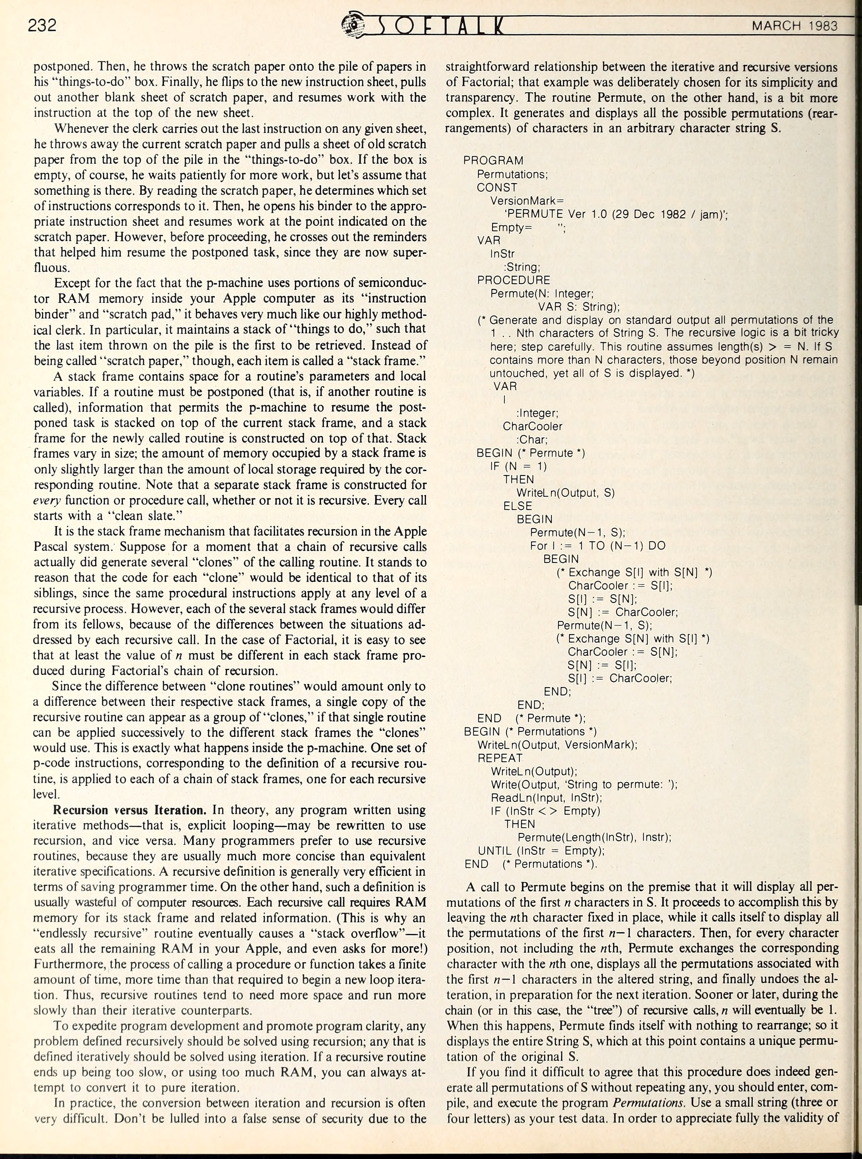 232
SOFTALK
MARCH 1983
postponed. Then, he throws the scratch paper onto the pile of papers in
his "things-to-do" box. Finally, he flips to the new instruction sheet, pulls
out another blank sheet of scratch paper, and resumes work with the
instruction at the top of the new sheet.
Whenever the clerk carries out the last instruction on any given sheet,
he throws away the current scratch paper and pulls a sheet of old scratch
paper from the top of the pile in the "things-to-do" box. If the box is
empty, of course, he waits patiently for more work, but let's assume that
something is there. By reading the scratch paper, he determines which set
of instructions corresponds to it. Then, he opens his binder to the appro-
priate instruction sheet and resumes work at the point indicated on the
scratch paper. However, before proceeding, he crosses out the reminders
that helped him resume the postponed task, since they are now super-
fluous.
Except for the fact that the p-machine uses portions of semiconduc-
tor RAM memory inside your Apple computer as its "instruction
binder" and "scratch pad," it behaves very much like our highly method-
ical clerk. In particular, it maintains a stack of "things to do," such that
the last item thrown on the pile is the first to be retrieved. Instead of
being called "scratch paper," though, each item is called a "stack frame."
A stack frame contains space for a routine's parameters and local
variables. If a routine must be postponed (that is, if another routine is
called), information that permits the p-machine to resume the post-
poned task is stacked on top of the current stack frame, and a stack
frame for the newly called routine is constructed on top of that. Stack
frames vary in size; the amount of memory occupied by a stack frame is
only slightly larger than the amount of local storage required by the cor-
responding routine. Note that a separate stack frame is constructed for
every function or procedure call, whether or not it is recursive. Every call
starts with a "clean slate."
It is the stack frame mechanism that facilitates recursion in the Apple
Pascal system. Suppose for a moment that a chain of recursive calls
actually did generate several "clones" of the calling routine. It stands to
reason that the code for each "clone" would be identical to that of its
siblings, since the same procedural instructions apply at any level of a
recursive process. However, each of the several stack frames would differ
from its fellows, because of the differences between the situations ad-
dressed by each recursive call. In the case of Factorial, it is easy to see
that at least the value of n must be different in each stack frame pro-
duced during Factorial's chain of recursion.
Since the difference between "clone routines" would amount only to
a difference between their respective stack frames, a single copy of the
recursive routine can appear as a group of "clones," if that single routine
can be applied successively to the different stack frames the "clones"
would use. This is exactly what happens inside the p-machine. One set of
p-code instructions, corresponding to the definition of a recursive rou-
tine, is applied to each of a chain of stack frames, one for each recursive
level.
Recursion versus Iteration. In theory, any program written using
iterative methods—that is, explicit looping—may be rewritten to use
recursion, and vice versa. Many programmers prefer to use recursive
routines, because they are usually much more concise than equivalent
iterative specifications. A recursive definition is generally very efficient in
terms of saving programmer time. On the other hand, such a definition is
usually wasteful of computer resources. Each recursive call requires RAM
memory for its stack frame and related information. (This is why an
"endlessly recursive" routine eventually causes a "stack overflow"—it
eats all the remaining RAM in your Apple, and even asks for more!)
Furthermore, the process of calling a procedure or function takes a finite
amount of time, more time than that required to begin a new loop itera-
tion. Thus, recursive routines tend to need more space and run more
slowly than their iterative counterparts.
To expedite program development and promote program clarity, any
problem defined recursively should be solved using recursion; any that is
defined iteratively should be solved using iteration. If a recursive routine
ends up being too slow, or using too much RAM, you can always at-
tempt to convert it to pure iteration.
In practice, the conversion between iteration and recursion is often
very difficult. Don't be lulled into a false sense of security due to the
straightforward relationship between the iterative and recursive versions
of Factorial; that example was deliberately chosen for its simplicity and
transparency. The routine Permute, on the other hand, is a bit more
complex. It generates and displays all the possible permutations (rear-
rangements) of characters in an arbitrary character string S.
PROGRAM
Permutations;
CONST
VersionMark=
'PERMUTE Ver 1.0 (29 Dec 1982 / jam)';
Empty= '';
VAR
InStr
:String;
PROCEDURE
Permute(N: Integer;
VAR S: String);
(* Generate and display on standard output all permutations of the
1 . . Nth characters of String S. The recursive logic is a bit tricky
here; step carefully. This routine assumes length(s) > = N. If S
contains more than N characters, those beyond position N remain
untouched, yet all of S is displayed. *)
VAR
I
:Integer;
CharCooler
:Char;
BEGIN (* Permute *)
IF (N = 1)
THEN
WriteLn(Output, S)
ELSE
BEGIN
Permute(N-1, S);
For I := 1 TO (N-1) DO
BEGIN
(* Exchange S[I] with S[N] *)
CharCooler := S[I];
S[I] := S[N];
S[N] := CharCooler;
Permute(N-1, S);
(* Exchange S[N] with S[I] *)
CharCooler := S[N];
S[N] := S[I];
S[I] := CharCooler;
END;
END;
END (* Permute *);
BEGIN (* Permutations *)
WriteLn(Output, VersionMark);
REPEAT
WriteLn(Output);
Write(Output, 'String to permute: ');
ReadLn(Input, InStr);
IF (InStr < > Empty)
THEN
Permute(Length(InStr), Instr);
UNTIL (InStr = Empty);
END (* Permutations *).
A call to Permute begins on the premise that it will display all per-
mutations of the first n characters in S. It proceeds to accomplish this by
leaving the nth character fixed in place, while it calls itself to display all
the permutations of the first n-1 characters. Then, for every character
position, not including the nth, Permute exchanges the corresponding
character with the nth one, displays all the permutations associated with
the first n-1 characters in the altered string, and finally undoes the al-
teration, in preparation for the next iteration. Sooner or later, during the
chain (or in this case, the "tree") of recursive calls, n will eventually be 1.
When this happens, Permute finds itself with nothing to rearrange; so it
displays the entire String S, which at this point contains a unique permu-
tation of the original S.
If you find it difficult to agree that this procedure does indeed gen-
erate all permutations of S without repeating any, you should enter, com-
pile, and execute the program Permutations. Use a small string (three or
four letters) as your test data. In order to appreciate fully the validity of